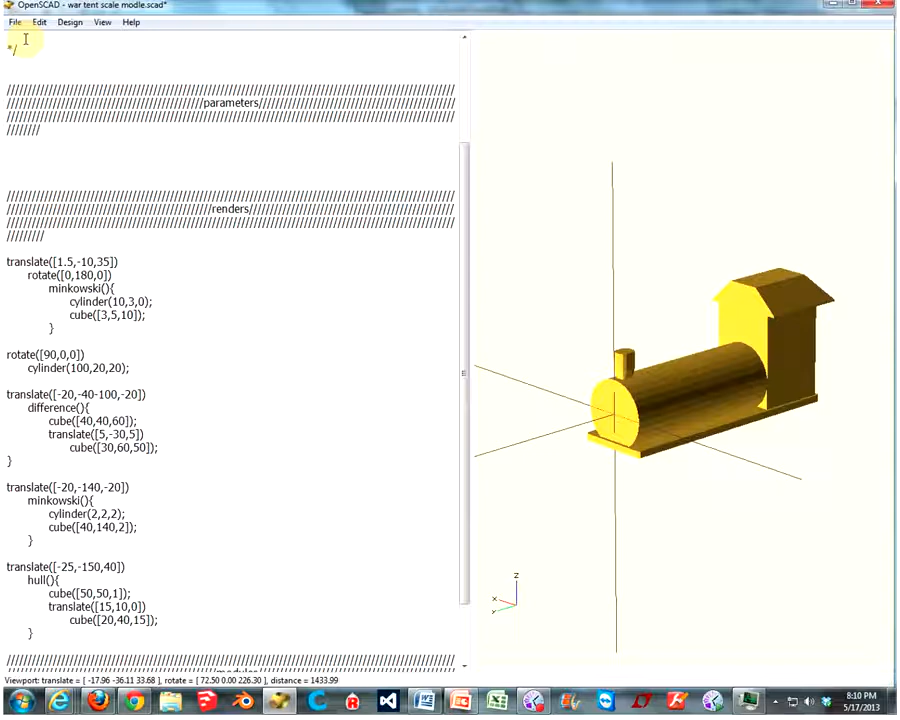 OpenSCAD - war tent scale modle.scad*
File Edit Design View Help
*/
////////////////////////////////////////////////////////////////////////////////////////////////////
///////////////////////////////////////////parameters///////////////////////////////////////////
////////////////////////////////////////////////////////////////////////////////////////////////////
////////
////////////////////////////////////////////////////////////////////////////////////////////////////
/////////////////////////////////////////////renders/////////////////////////////////////////////
////////////////////////////////////////////////////////////////////////////////////////////////////
/////////
translate([1.5,-10,35])
rotate([0,180,0])
minkowski(){
cylinder(10,3,0);
cube([3,5,10]);
}
rotate([90,0,0])
cylinder(100,20,20);
translate([-20,-40-100,-20])
difference(){
cube([40,40,60]);
translate([5,-30,5])
cube([30,60,50]);
}
translate([-20,-140,-20])
minkowski(){
cylinder(2,2,2);
cube([40,140,2]);
}
translate([-25,-150,40])
hull(){
cube([50,50,1]);
translate([15,10,0])
cube([20,40,15]);
}
////////////////////////////////////////////////////////////////////////////////////////////////////
z
x
y
Viewport: translate = [ -17.96 -36.11 33.68 ], rotate = [ 72.50 0.00 226.30 ], distance = 1433.99
8:10 PM
5/17/2013